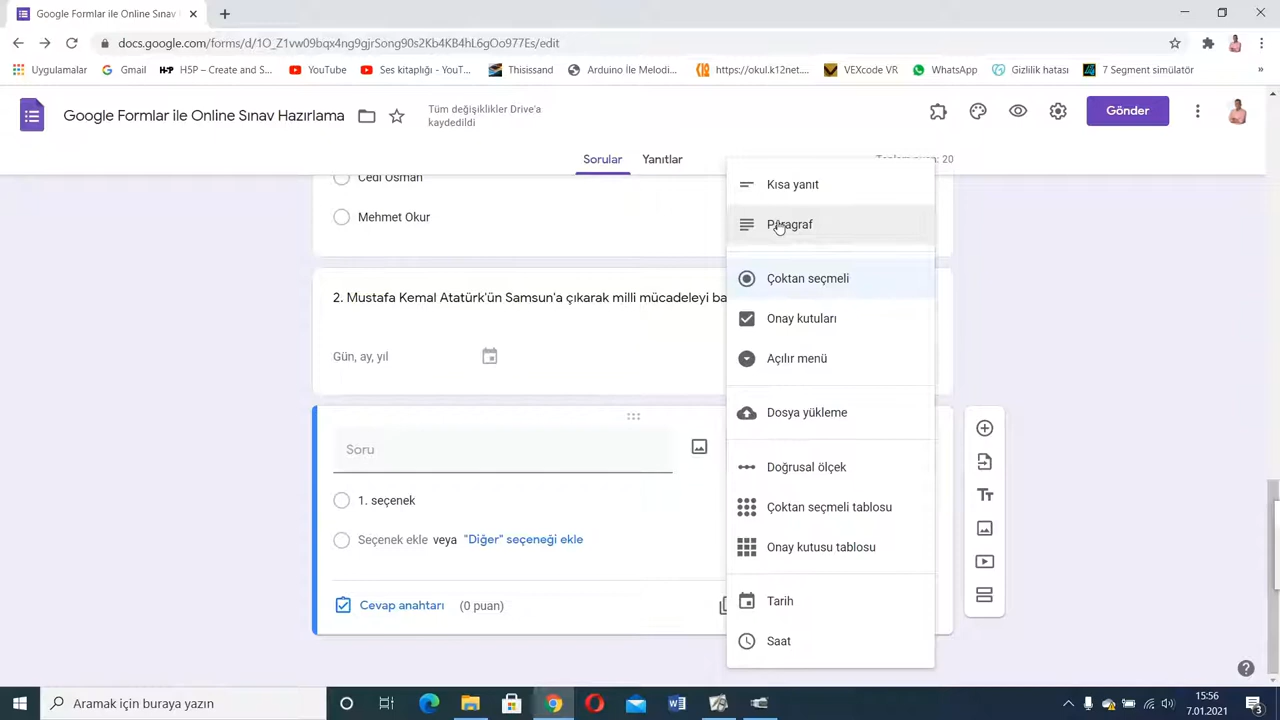 Google Formlar ile Online Sınav
docs.google.com/forms/d/1O_Z1vw09bqx4ng9gjrSong90s2Kb4KB4hL6gOo977Es/edit
Uygulamalar Gmail H5P – Create and S... YouTube Ses kitaplığı - YouT... Thisissand Arduino İle Melodi... https://okul.k12net.... VEXcode VR WhatsApp Gizlilik hatası 7 Segment simülatör »
Google Formlar ile Online Sınav Hazırlama
Tüm değişiklikler Drive'a
kaydedildi
Gönder
Sorular Yanıtlar
20
Cedi Osman
Mehmet Okur
2. Mustafa Kemal Atatürk'ün Samsun'a çıkarak milli mücadeleyi ba
Gün, ay, yıl
Soru
1. seçenek
Seçenek ekle veya "Diğer" seçeneği ekle
Cevap anahtarı (0 puan)
Kısa yanıt
Paragraf
Çoktan seçmeli
Onay kutuları
Açılır menü
Dosya yükleme
Doğrusal ölçek
Çoktan seçmeli tablosu
Onay kutusu tablosu
Tarih
Saat
Aramak için buraya yazın
15:56
7.01.2021
3